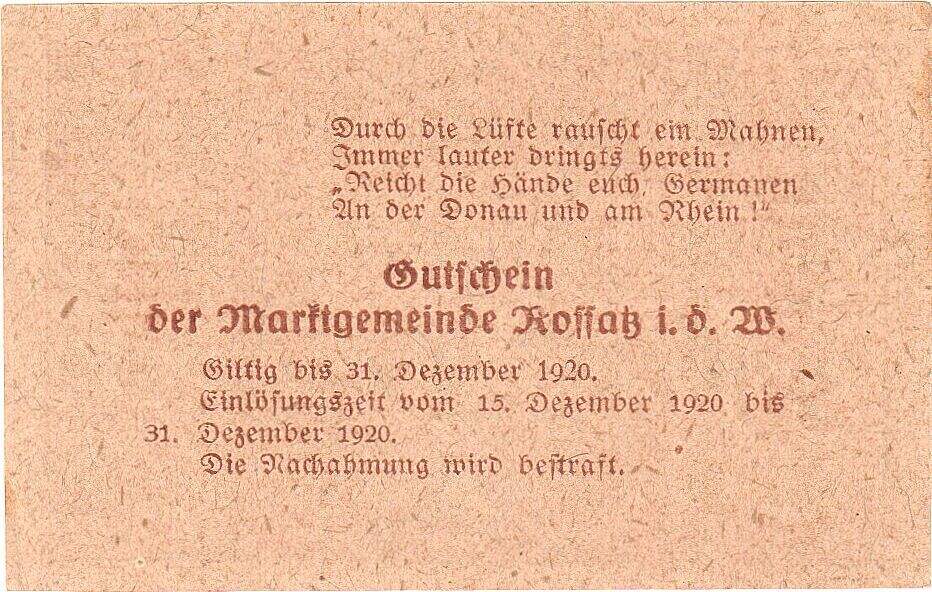 Durch die Lüfte rauscht ein Mahnen,
Immer lauter dringts herein:
„Reicht die Hände euch, Germanen
An der Donau und am Rhein!“
Gutschein
der Marktgemeinde Rossatz i. d. W.
Giltig bis 31. Dezember 1920.
Einlösungszeit vom 15. Dezember 1920 bis
31. Dezember 1920.
Die Nachahmung wird bestraft.